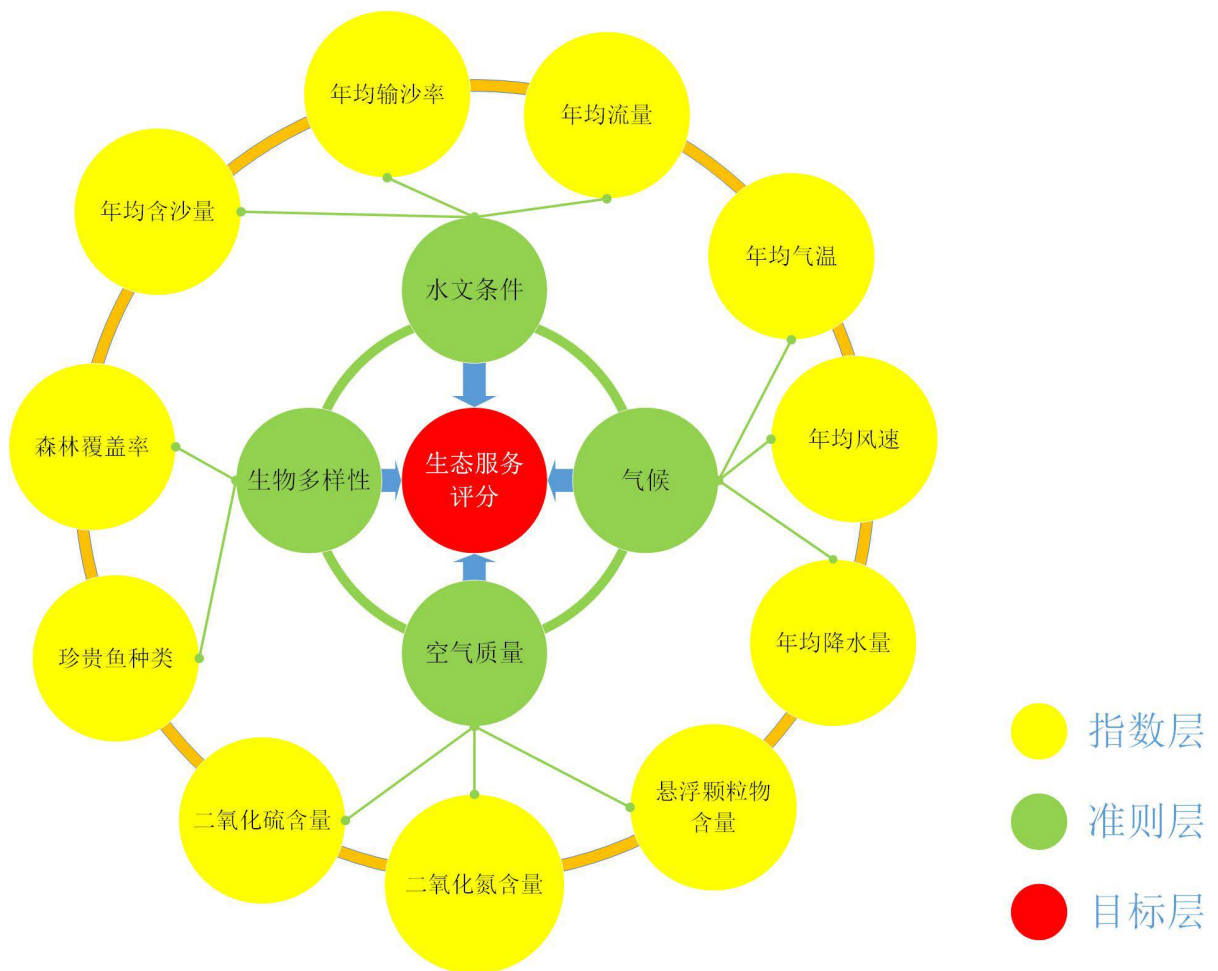 年均输沙率
年均流量
年均含沙量
年均气温
水文条件
年均风速
森林覆盖率
生物多样性
生态服务
评分
气候
年均降水量
珍贵鱼种类
空气质量
悬浮颗粒物
含量
二氧化硫含量
二氧化氮含量
指数层
准则层
目标层